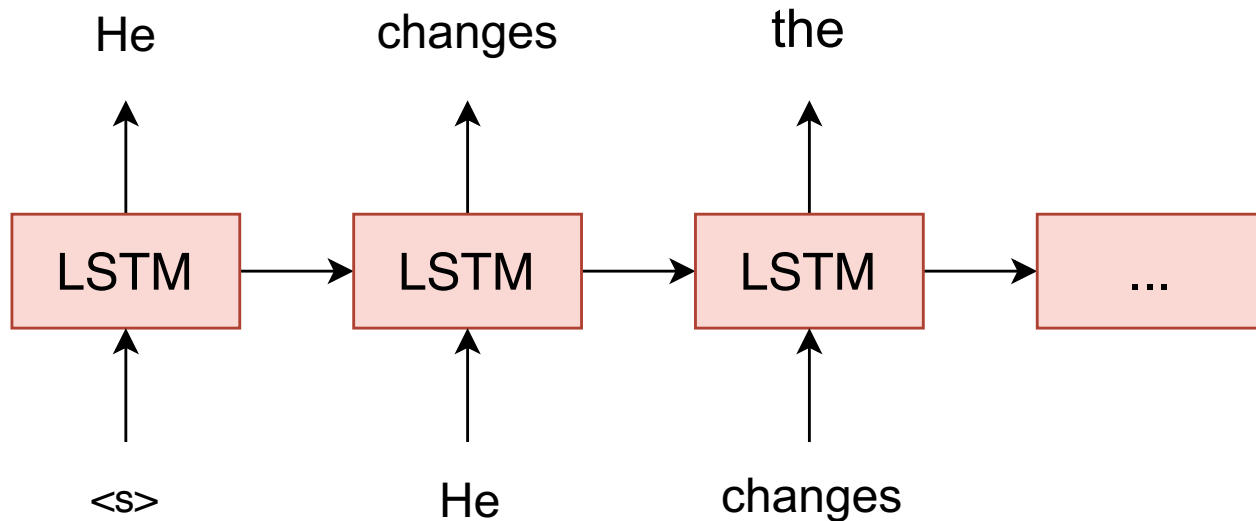 He changes the
LSTM LSTM LSTM ...
<s> He changes